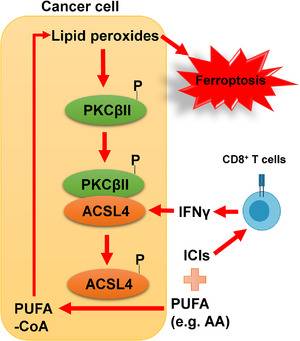 Cancer cell
Lipid peroxides
Ferroptosis
P
PKCβII
P
PKCβII
ACSL4
CD8⁺ T cells
IFNγ
ICIs
P
ACSL4
PUFA
-CoA
PUFA
(e.g. AA)